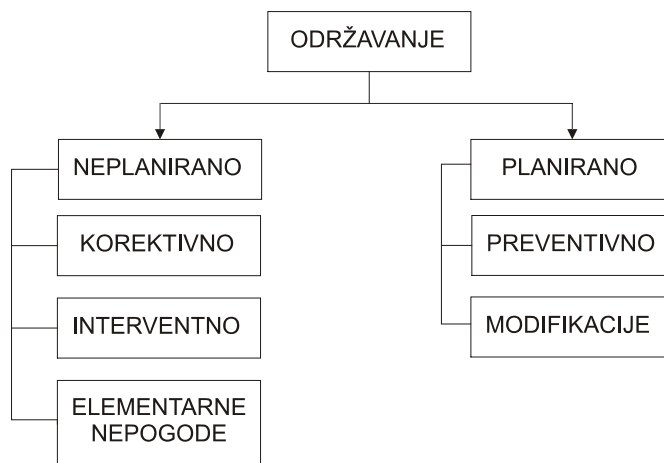 ODRŽAVANJE
NEPLANIRANO
KOREKTIVNO
INTERVENTNO
ELEMENTARNE
NEPOGODE
PLANIRANO
PREVENTIVNO
MODIFIKACIJE